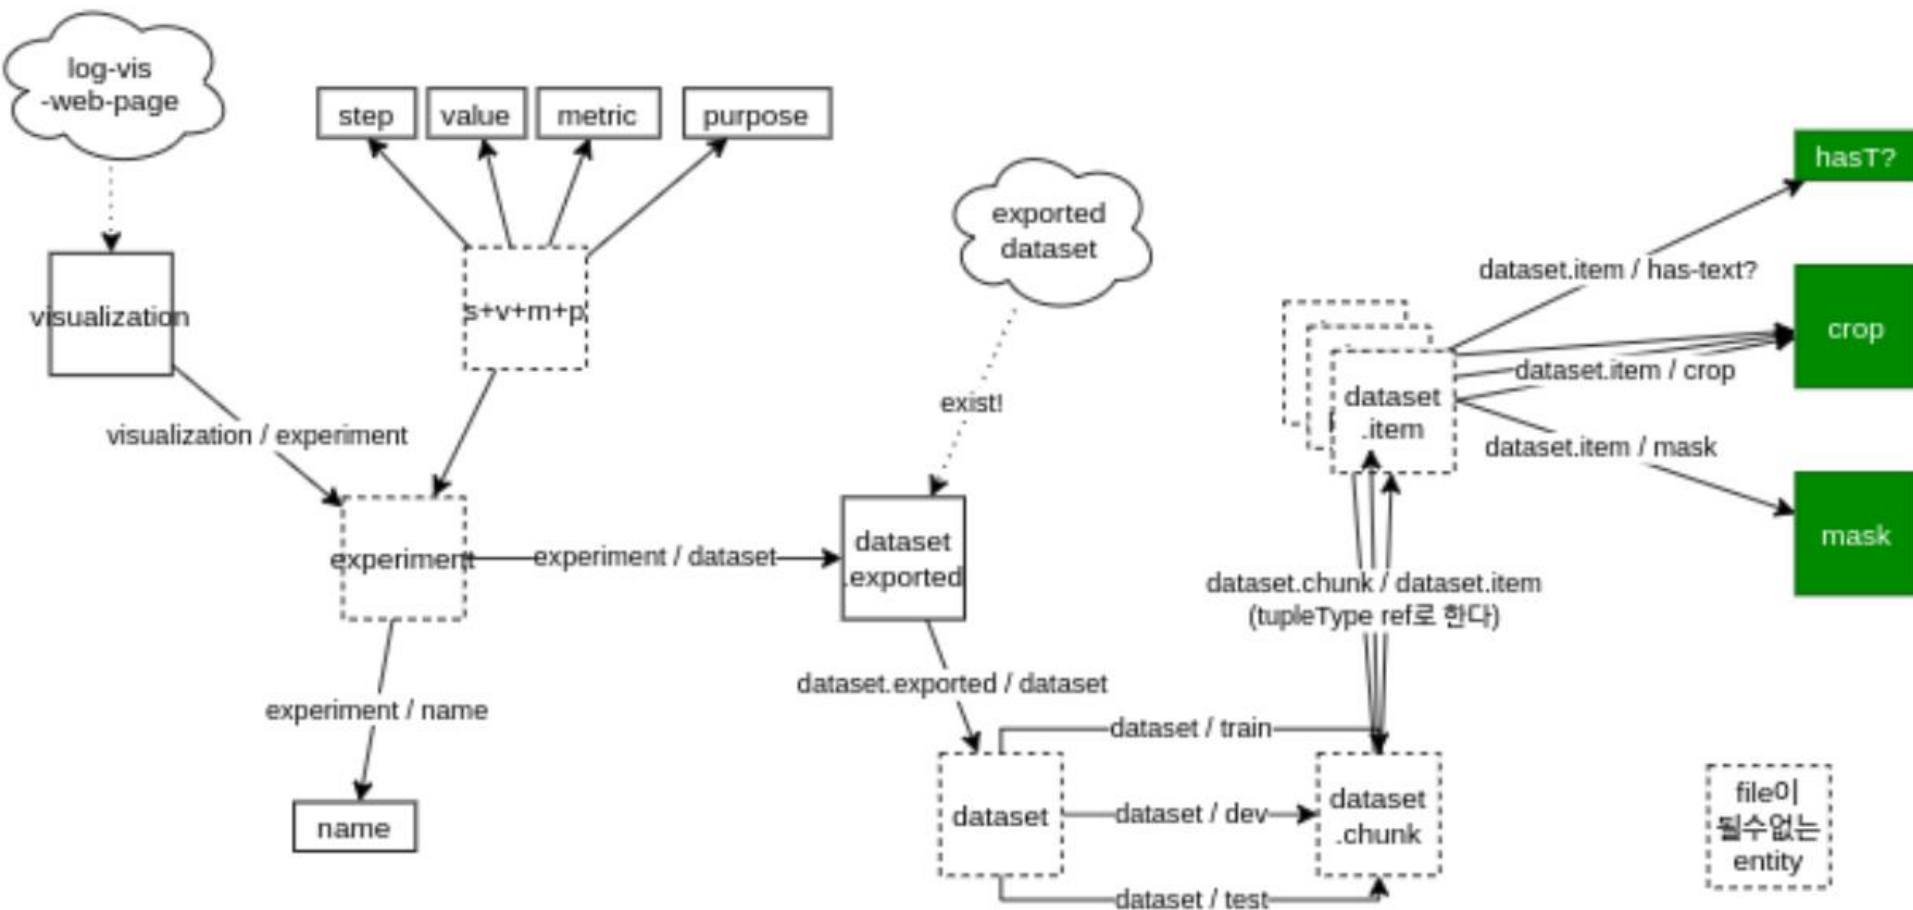 log-vis
-web-page
step
value
metric
purpose
hasT?
exported
dataset
dataset.item / has-text?
visualization
s+v+m+p
crop
dataset.item / crop
exist!
dataset
.item
visualization / experiment
dataset.item / mask
experiment
experiment / dataset
dataset
.exported
mask
dataset.chunk / dataset.item
(tupleType ref로 한다)
dataset.exported / dataset
experiment / name
dataset / train
name
dataset
dataset / dev
dataset
.chunk
dataset / test
file이
될수없는
entity